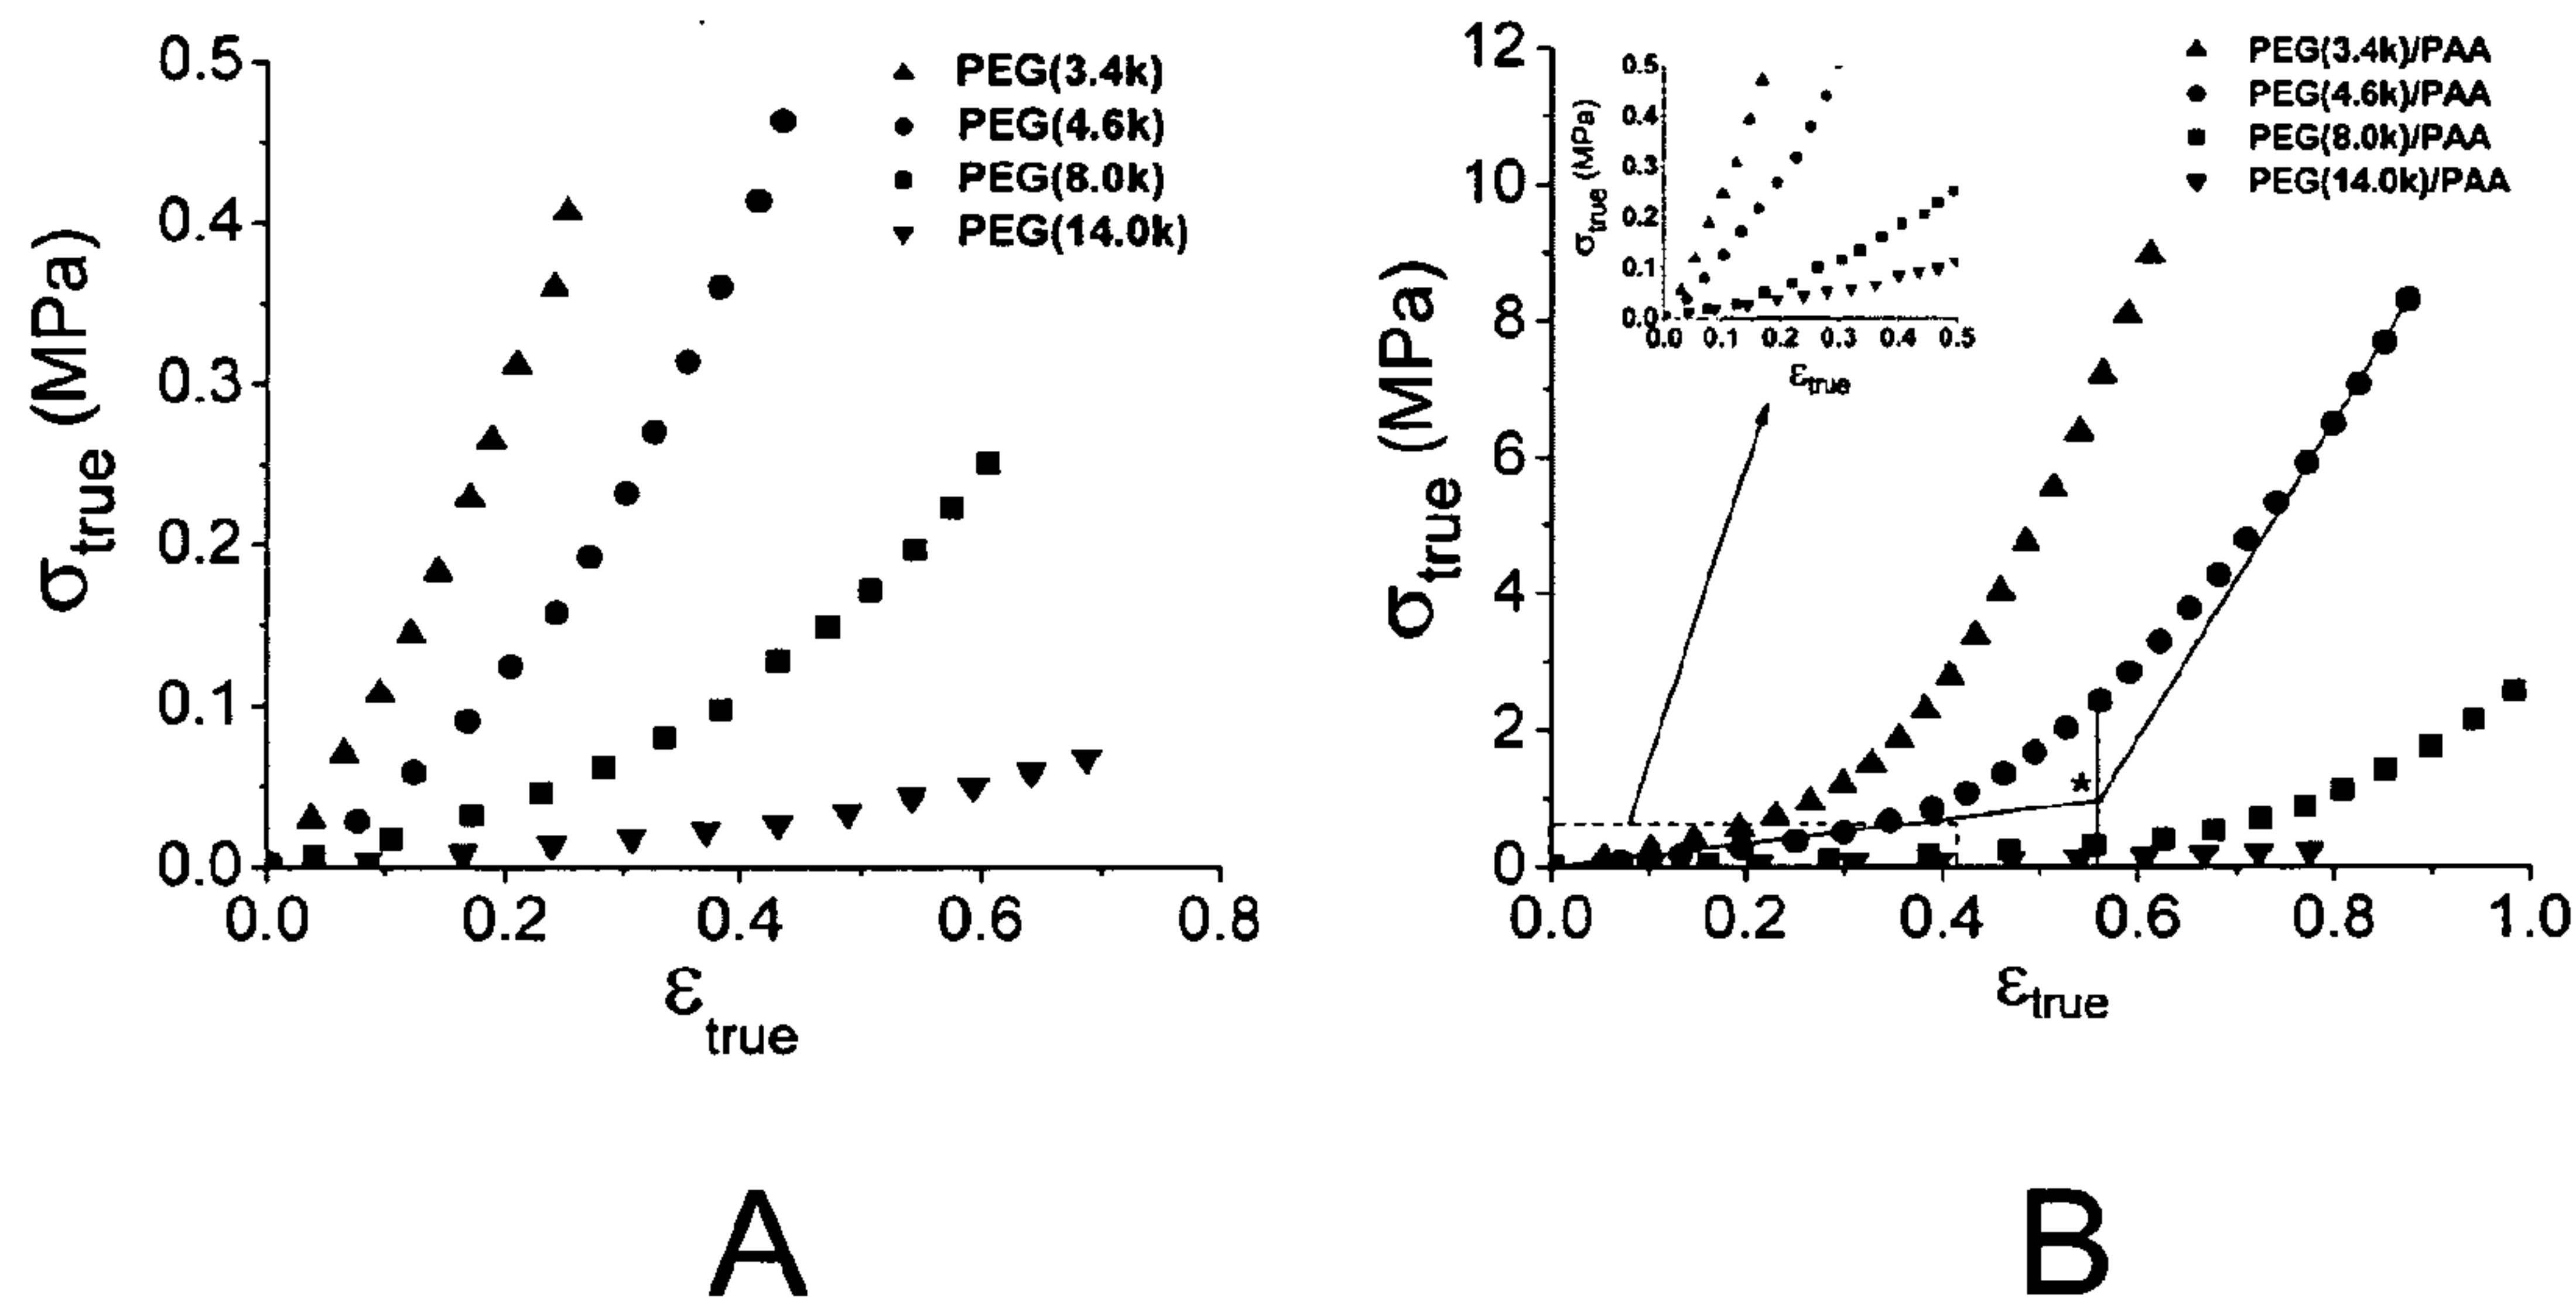 0.5
0.4
0.3
0.2
0.1
0.0
σtrue (MPa)
PEG(3.4k)
PEG(4.6k)
PEG(8.0k)
PEG(14.0k)
0.0 0.2 0.4 0.6 0.8
εtrue
A
12
10
8
6
4
2
0
σtrue (MPa)
0.5
0.4
0.3
0.2
0.1
0.0
σtrue (MPa)
0.0 0.1 0.2 0.3 0.4 0.5
εtrue
PEG(3.4k)/PAA
PEG(4.6k)/PAA
PEG(8.0k)/PAA
PEG(14.0k)/PAA
*
0.0 0.2 0.4 0.6 0.8 1.0
εtrue
B